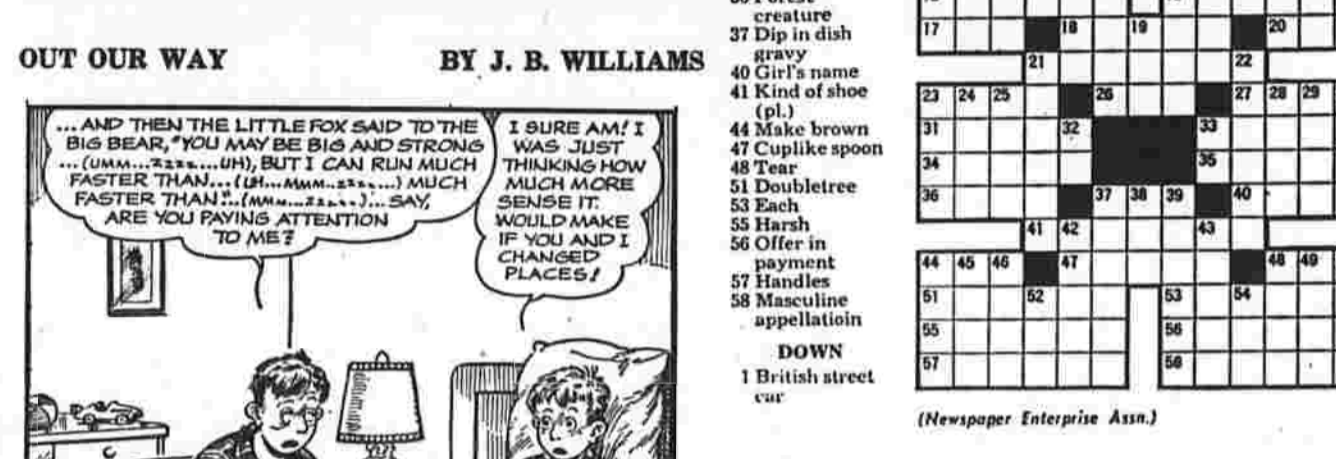 OUT OUR WAY BY J. B. WILLIAMS
... AND THEN THE LITTLE FOX SAID TO THE
BIG BEAR, "YOU MAY BE BIG AND STRONG
... (UMM...ZZZZ....UH), BUT I CAN RUN MUCH
FASTER THAN... (UH...MMM..ZZZZ...) MUCH
FASTER THAN!.. (MMM...ZZZZ..)... SAY,
ARE YOU PAYING ATTENTION
TO ME?
I SURE AM! I
WAS JUST
THINKING HOW
MUCH MORE
SENSE IT
WOULD MAKE
IF YOU AND I
CHANGED
PLACES!
creature
37 Dip in dish
gravy
40 Girl's name
41 Kind of shoe
(pl.)
44 Make brown
47 Cuplike spoon
48 Tear
51 Doubletree
53 Each
55 Harsh
56 Offer in
payment
57 Handles
58 Masculine
appellatioin
DOWN
1 British street
car
17 18 19 20
21 22
23 24 25 26 27 28 29
31 32 33
34 35
36 37 38 39 40
41 42 43
44 45 46 47 48 49
51 52 53 54
55 56
57 58
(Newspaper Enterprise Assn.)